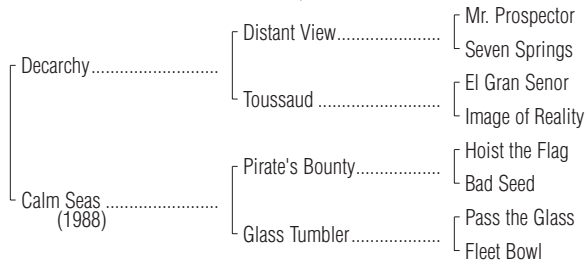 Mr. Prospector
Distant View
Seven Springs
Decarchy
El Gran Senor
Toussaud
Image of Reality
Hoist the Flag
Pirate's Bounty
Bad Seed
Calm Seas
(1988)
Pass the Glass
Glass Tumbler
Fleet Bowl